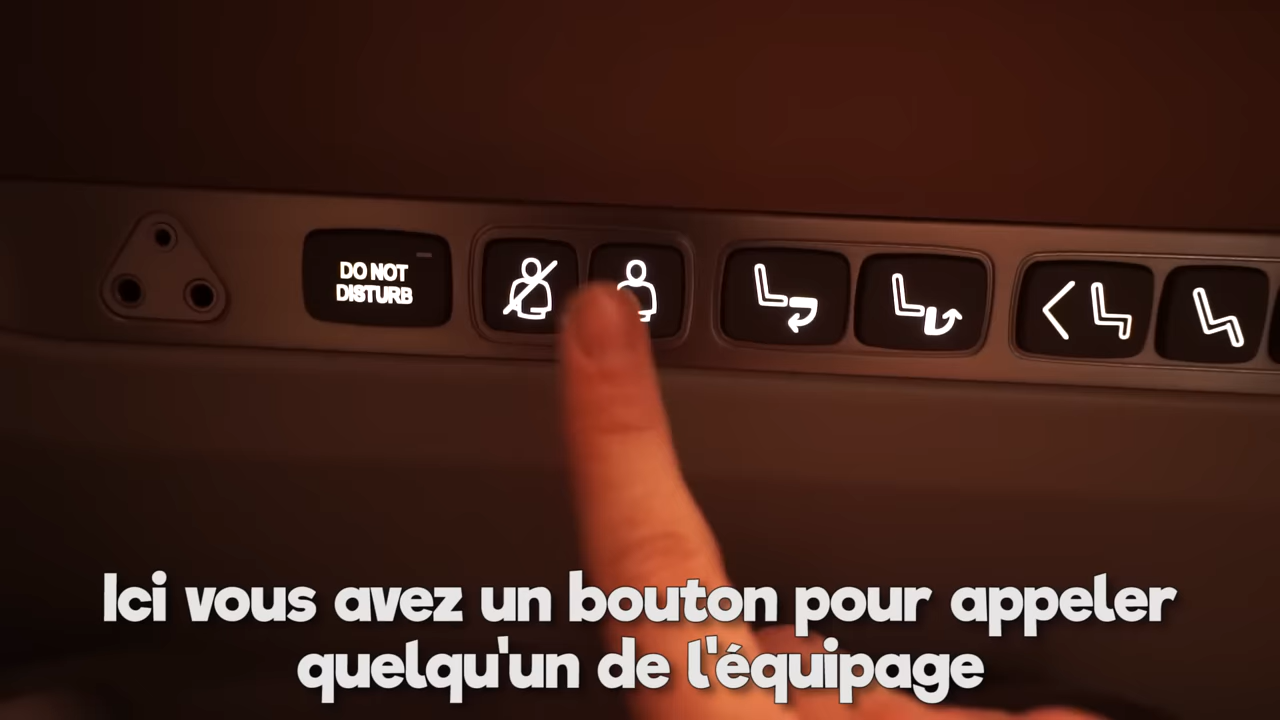 DO NOT
DISTURB
Ici vous avez un bouton pour appeler
quelqu'un de l'équipage